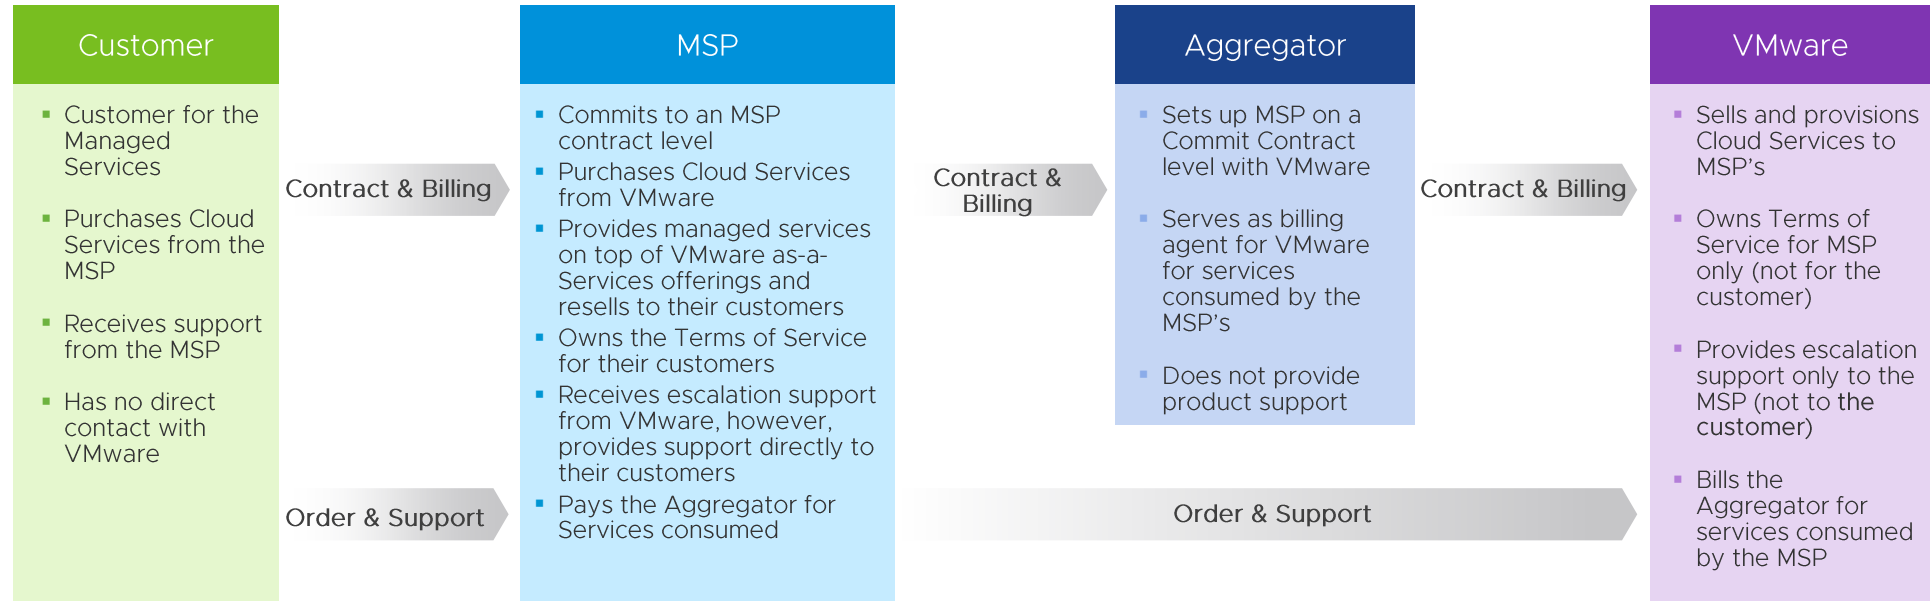 Customer
Customer for the
Managed
Services
Purchases Cloud
Services from the
MSP
Receives support
from the MSP
Has no direct
contact with
VMware
Contract & Billing
Order & Support
MSP
Commits to an MSP
contract level
Purchases Cloud Services
from VMware
Provides managed services
on top of VMware as-a-
Services offerings and
resells to their customers
Owns the Terms of Service
for their customers
Receives escalation support
from VMware, however,
provides support directly to
their customers
Pays the Aggregator for
Services consumed
Contract &
Billing
Order & Support
Aggregator
Sets up MSP on a
Commit Contract
level with VMware
Serves as billing
agent for VMware
for services
consumed by the
MSP’s
Does not provide
product support
Contract & Billing
VMware
Sells and provisions
Cloud Services to
MSP’s
Owns Terms of
Service for MSP
only (not for the
customer)
Provides escalation
support only to the
MSP (not to the
customer)
Bills the
Aggregator for
services consumed
by the MSP